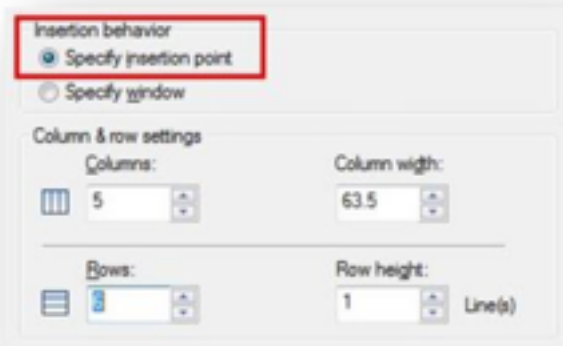 Insertion behavior
Specify insertion point
Specify window
Column & row settings
Columns: Column width:
5 63.5
Rows: Row height:
1 Line(s)